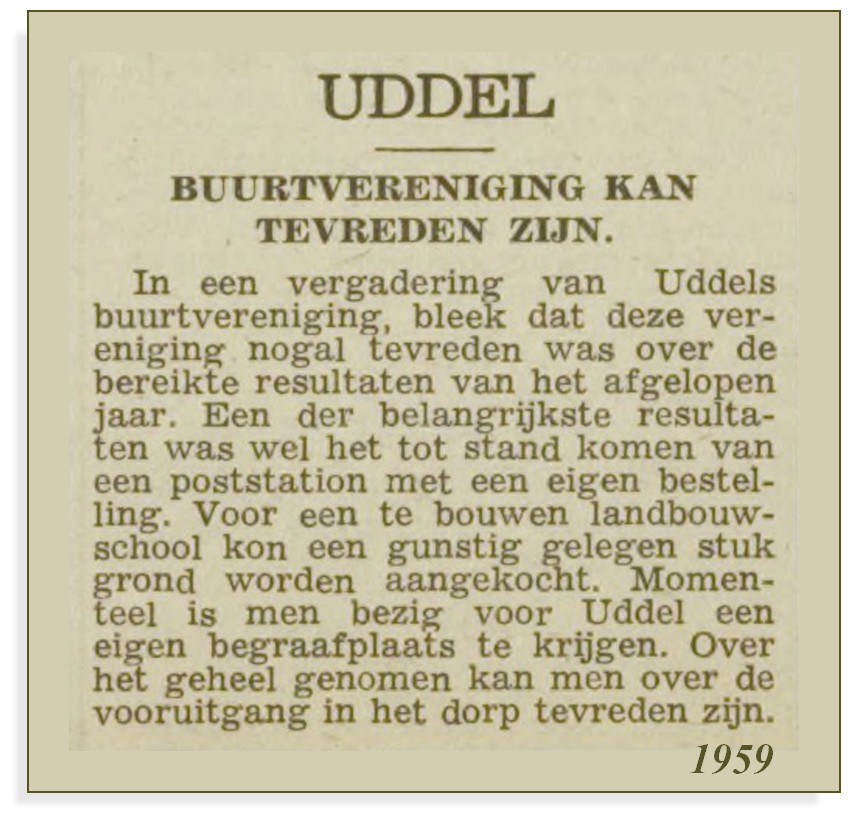 UDDEL
BUURTVERENIGING KAN
TEVREDEN ZIJN.
In een vergadering van Uddels
buurtvereniging, bleek dat deze ver-
eniging nogal tevreden was over de
bereikte resultaten van het afgelopen
jaar. Een der belangrijkste resulta-
ten was wel het tot stand komen van
een poststation met een eigen bestel-
ling. Voor een te bouwen landbouw-
school kon een gunstig gelegen stuk
grond worden aangekocht. Momen-
teel is men bezig voor Uddel een
eigen begraafplaats te krijgen. Over
het geheel genomen kan men over de
vooruitgang in het dorp tevreden zijn.
1959